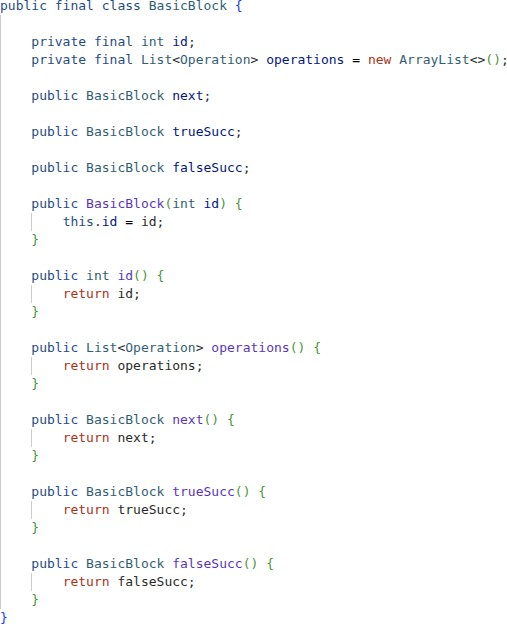 public final class BasicBlock {
    private final int id;
    private final List<Operation> operations = new ArrayList<>();
    public BasicBlock next;
    public BasicBlock trueSucc;
    public BasicBlock falseSucc;
    public BasicBlock(int id) {
        this.id = id;
    }
    public int id() {
        return id;
    }
    public List<Operation> operations() {
        return operations;
    }
    public BasicBlock next() {
        return next;
    }
    public BasicBlock trueSucc() {
        return trueSucc;
    }
    public BasicBlock falseSucc() {
        return falseSucc;
    }
}